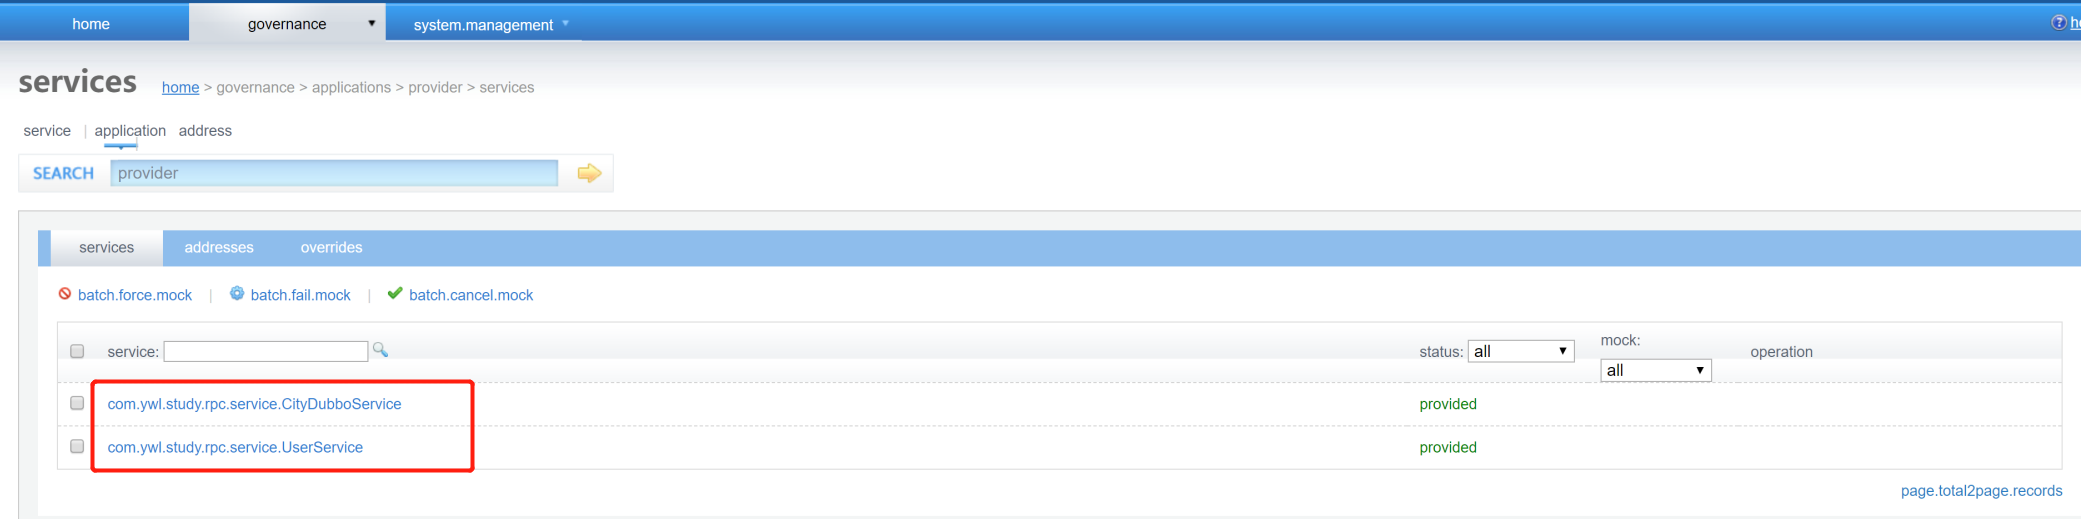 home governance system.management he
services home > governance > applications > provider > services
service | application address
SEARCH provider
services addresses overrides
batch.force.mock | batch.fail.mock | batch.cancel.mock
service: status: all mock: all operation
com.ywl.study.rpc.service.CityDubboService provided
com.ywl.study.rpc.service.UserService provided
page.total2page.records